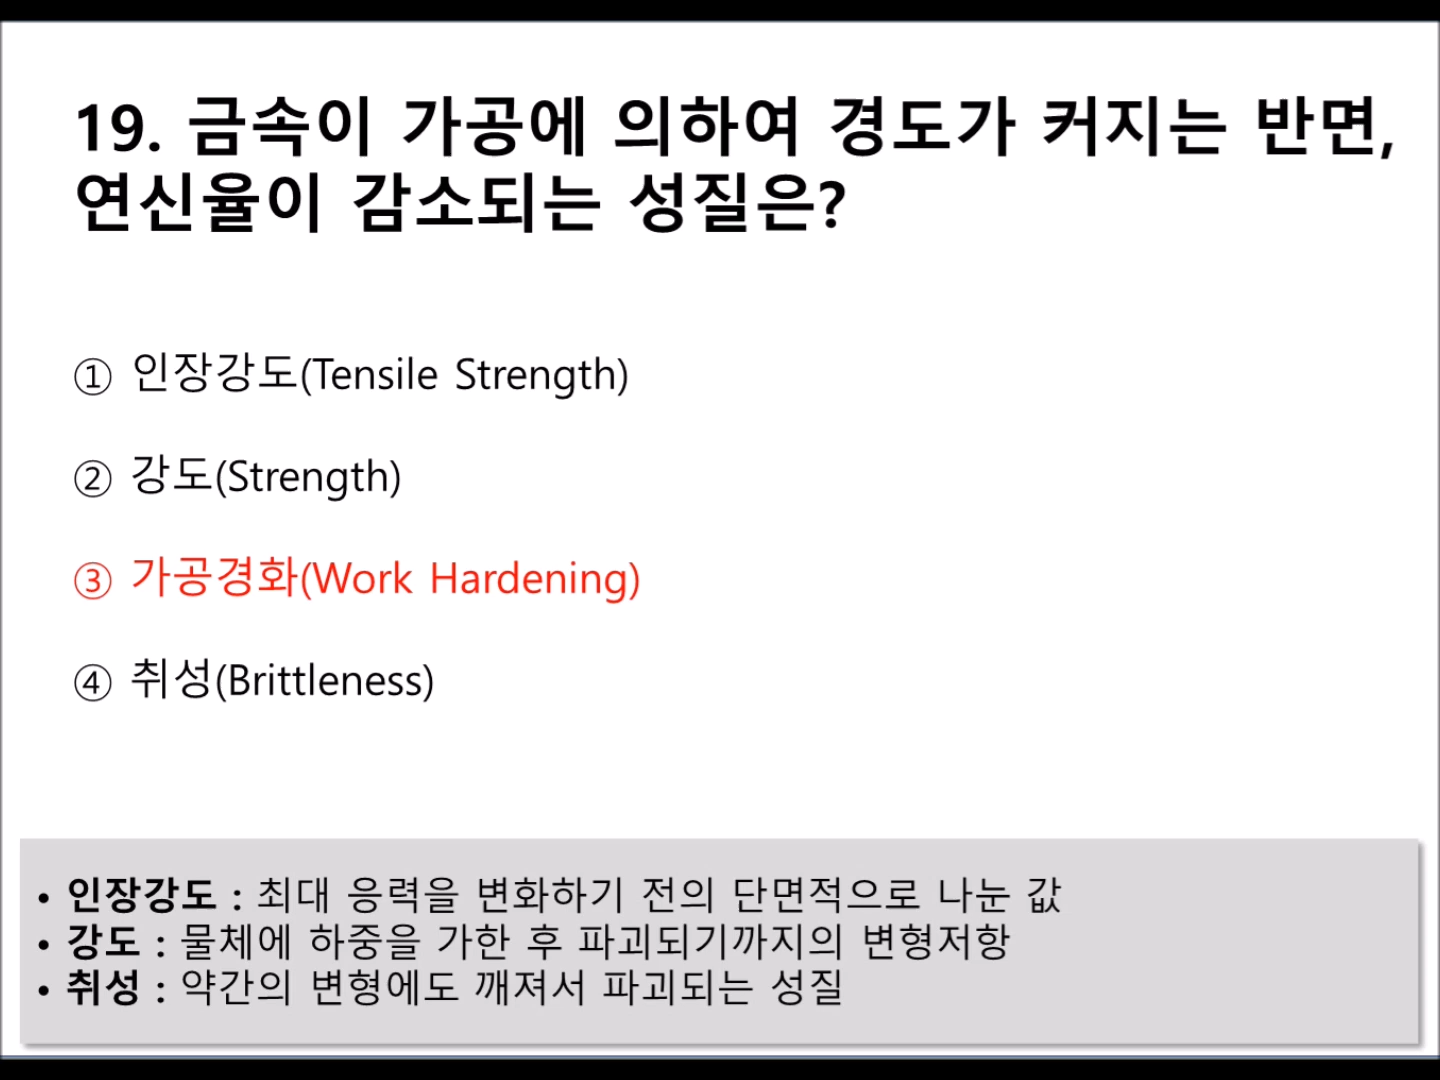 19. 금속이 가공에 의하여 경도가 커지는 반면,
연신율이 감소되는 성질은?
① 인장강도(Tensile Strength)
② 강도(Strength)
③ 가공경화(Work Hardening)
④ 취성(Brittleness)
• 인장강도 : 최대 응력을 변화하기 전의 단면적으로 나눈 값
• 강도 : 물체에 하중을 가한 후 파괴되기까지의 변형저항
• 취성 : 약간의 변형에도 깨져서 파괴되는 성질